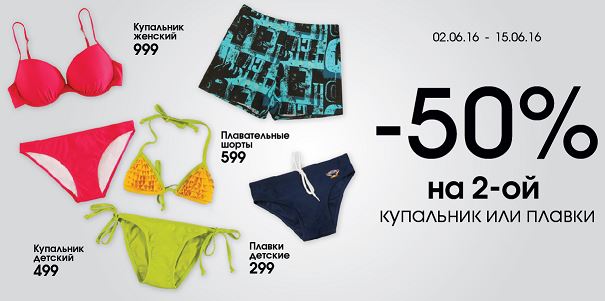 Купальник
женский
999
02.06.16 - 15.06.16
-50%
на 2-ой
купальник или плавки
Плавательные
шорты
599
Купальник
детский
499
Плавки
детские
299